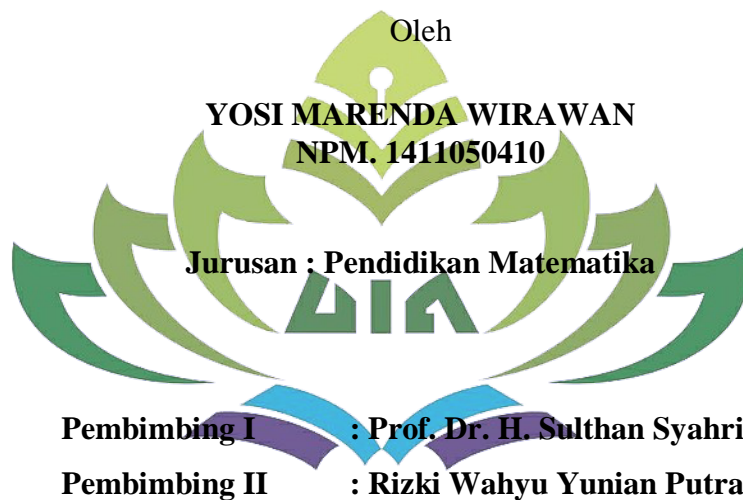 Oleh
YOSI MARENDA WIRAWAN
NPM. 1411050410
Jurusan : Pendidikan Matematika
UIN
Pembimbing I : Prof. Dr. H. Sulthan Syahri
Pembimbing II : Rizki Wahyu Yunian Putra